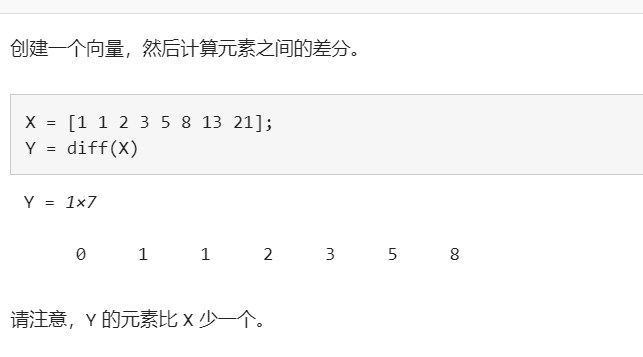 创建一个向量，然后计算元素之间的差分。
X = [1 1 2 3 5 8 13 21];
Y = diff(X)
Y = 1×7
0 1 1 2 3 5 8
请注意，Y 的元素比 X 少一个。